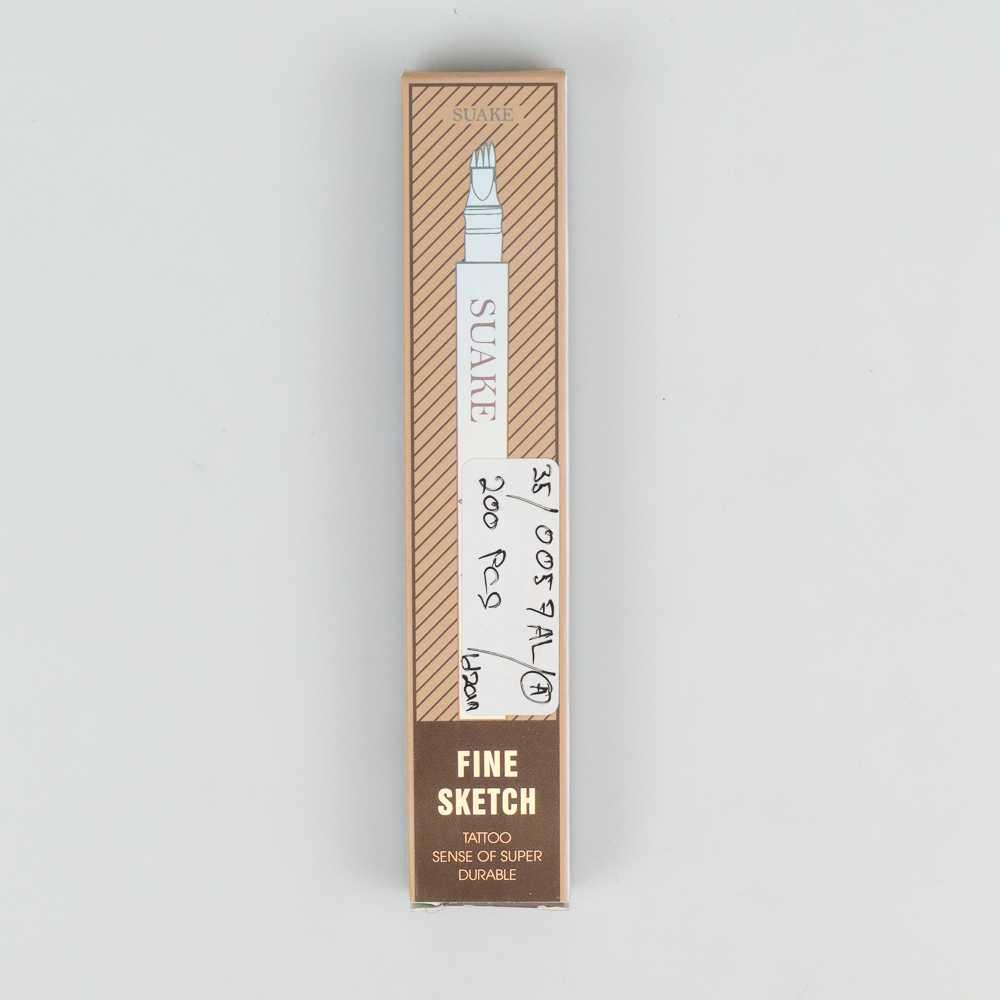 SUAKE
SUAKE
35/0057AL/A
200 PCS /
FINE
SKETCH
TATTOO
SENSE OF SUPER
DURABLE